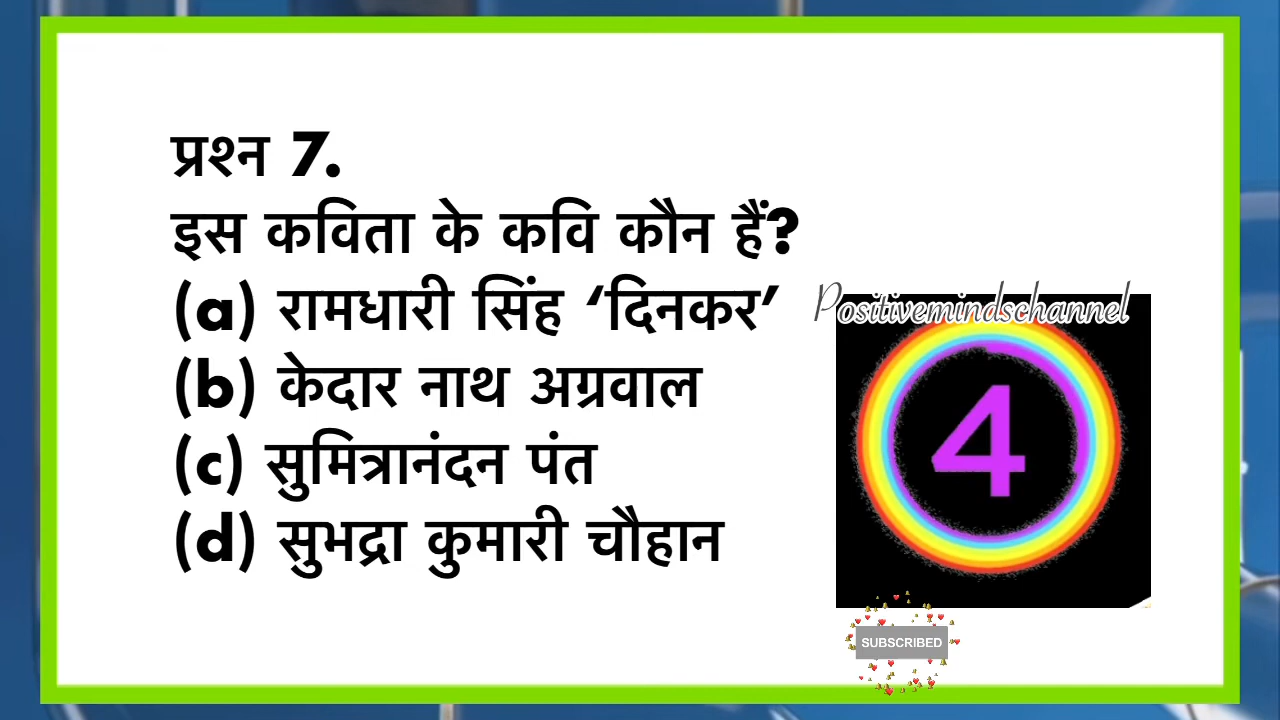 प्रश्न 7.
इस कविता के कवि कौन हैं?
(a) रामधारी सिंह ‘दिनकर’
(b) केदार नाथ अग्रवाल
(c) सुमित्रानंदन पंत
(d) सुभद्रा कुमारी चौहान
Positivemindschannel
4
SUBSCRIBED